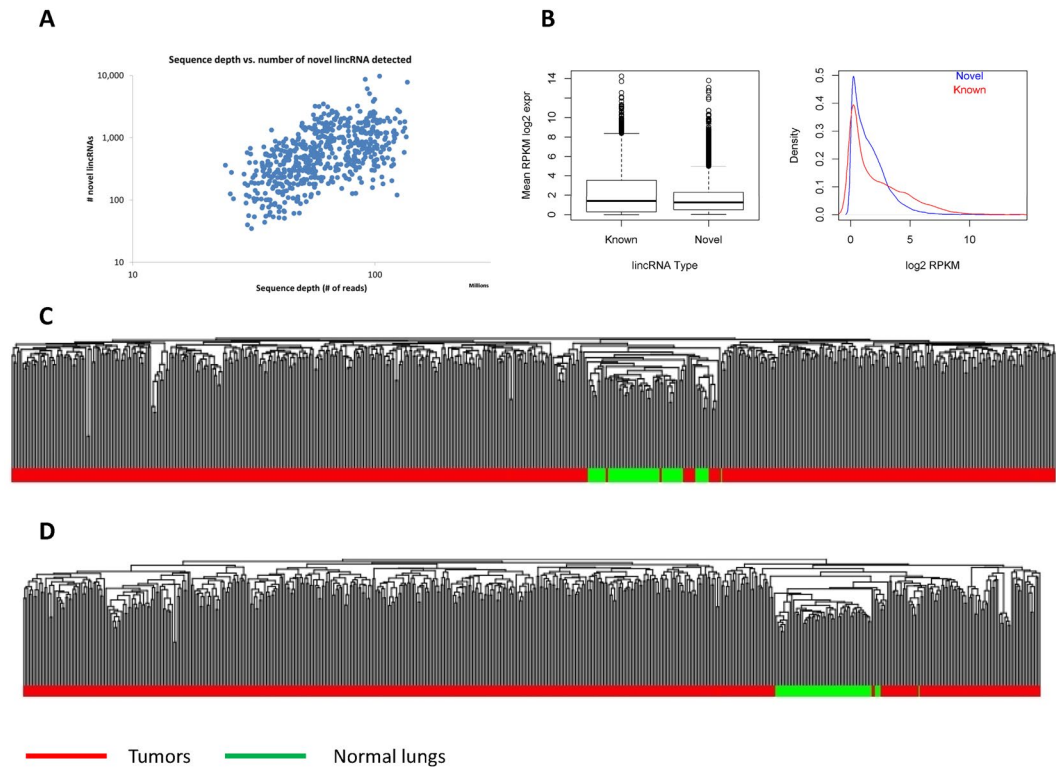 A
B
Sequence depth vs. number of novel lincRNA detected
10,000
1,000
100
10
# novel lincRNAs
10
100
Sequence depth (# of reads)
Millions
14
12
10
8
6
4
2
0
Mean RPKM log2 expr
Known
Novel
lincRNA Type
0.5
0.4
0.3
0.2
0.1
0.0
Density
Novel
Known
0
5
10
log2 RPKM
C
D
Tumors
Normal lungs